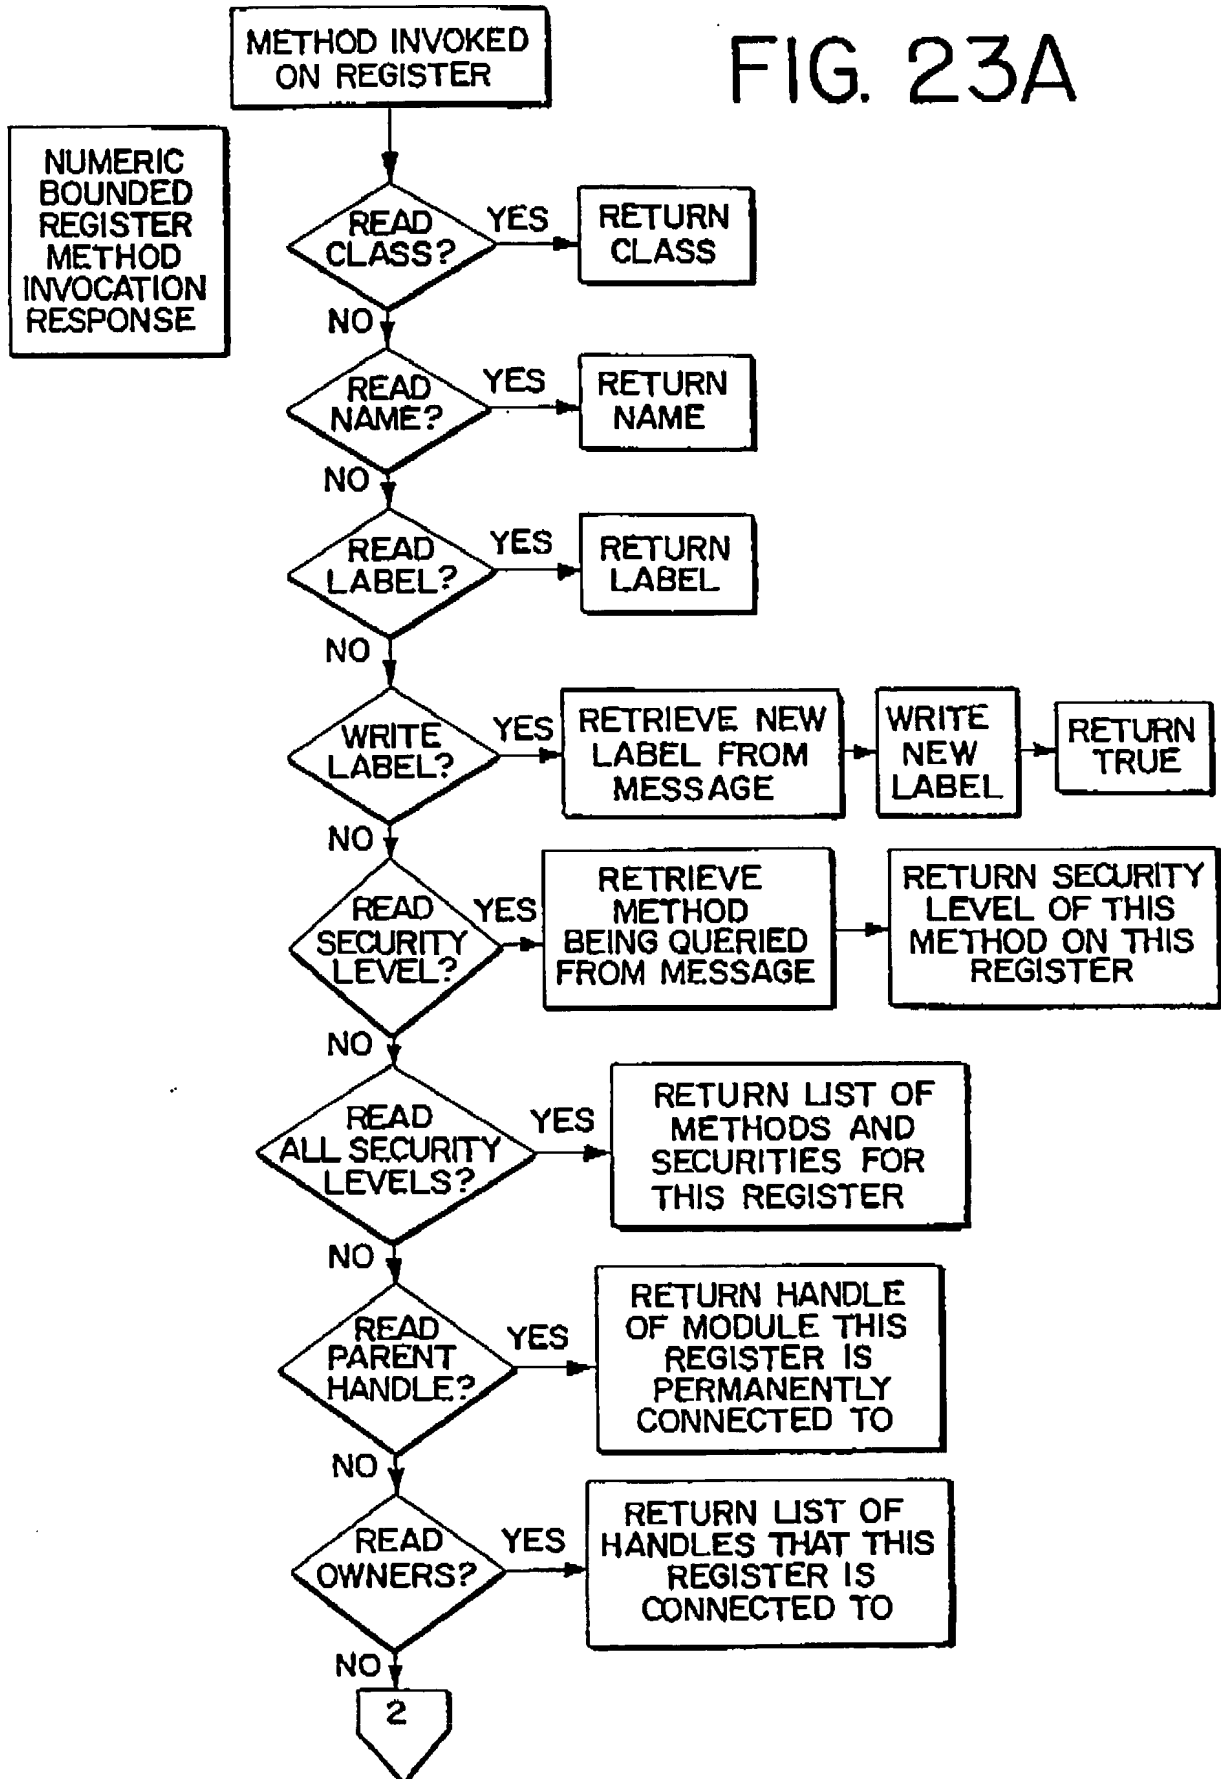 METHOD INVOKED
ON REGISTER
FIG. 23A
NUMERIC
BOUNDED
REGISTER
METHOD
INVOCATION
RESPONSE
READ
CLASS?
YES
RETURN
CLASS
NO
READ
NAME?
YES
RETURN
NAME
NO
READ
LABEL?
YES
RETURN
LABEL
NO
WRITE
LABEL?
YES
RETRIEVE NEW
LABEL FROM
MESSAGE
WRITE
NEW
LABEL
RETURN
TRUE
NO
READ
SECURITY
LEVEL?
YES
RETRIEVE
METHOD
BEING QUERIED
FROM MESSAGE
RETURN SECURITY
LEVEL OF THIS
METHOD ON THIS
REGISTER
NO
READ
ALL SECURITY
LEVELS?
YES
RETURN LIST OF
METHODS AND
SECURITIES FOR
THIS REGISTER
NO
READ
PARENT
HANDLE?
YES
RETURN HANDLE
OF MODULE THIS
REGISTER IS
PERMANENTLY
CONNECTED TO
NO
READ
OWNERS?
YES
RETURN LIST OF
HANDLES THAT THIS
REGISTER IS
CONNECTED TO
NO
2